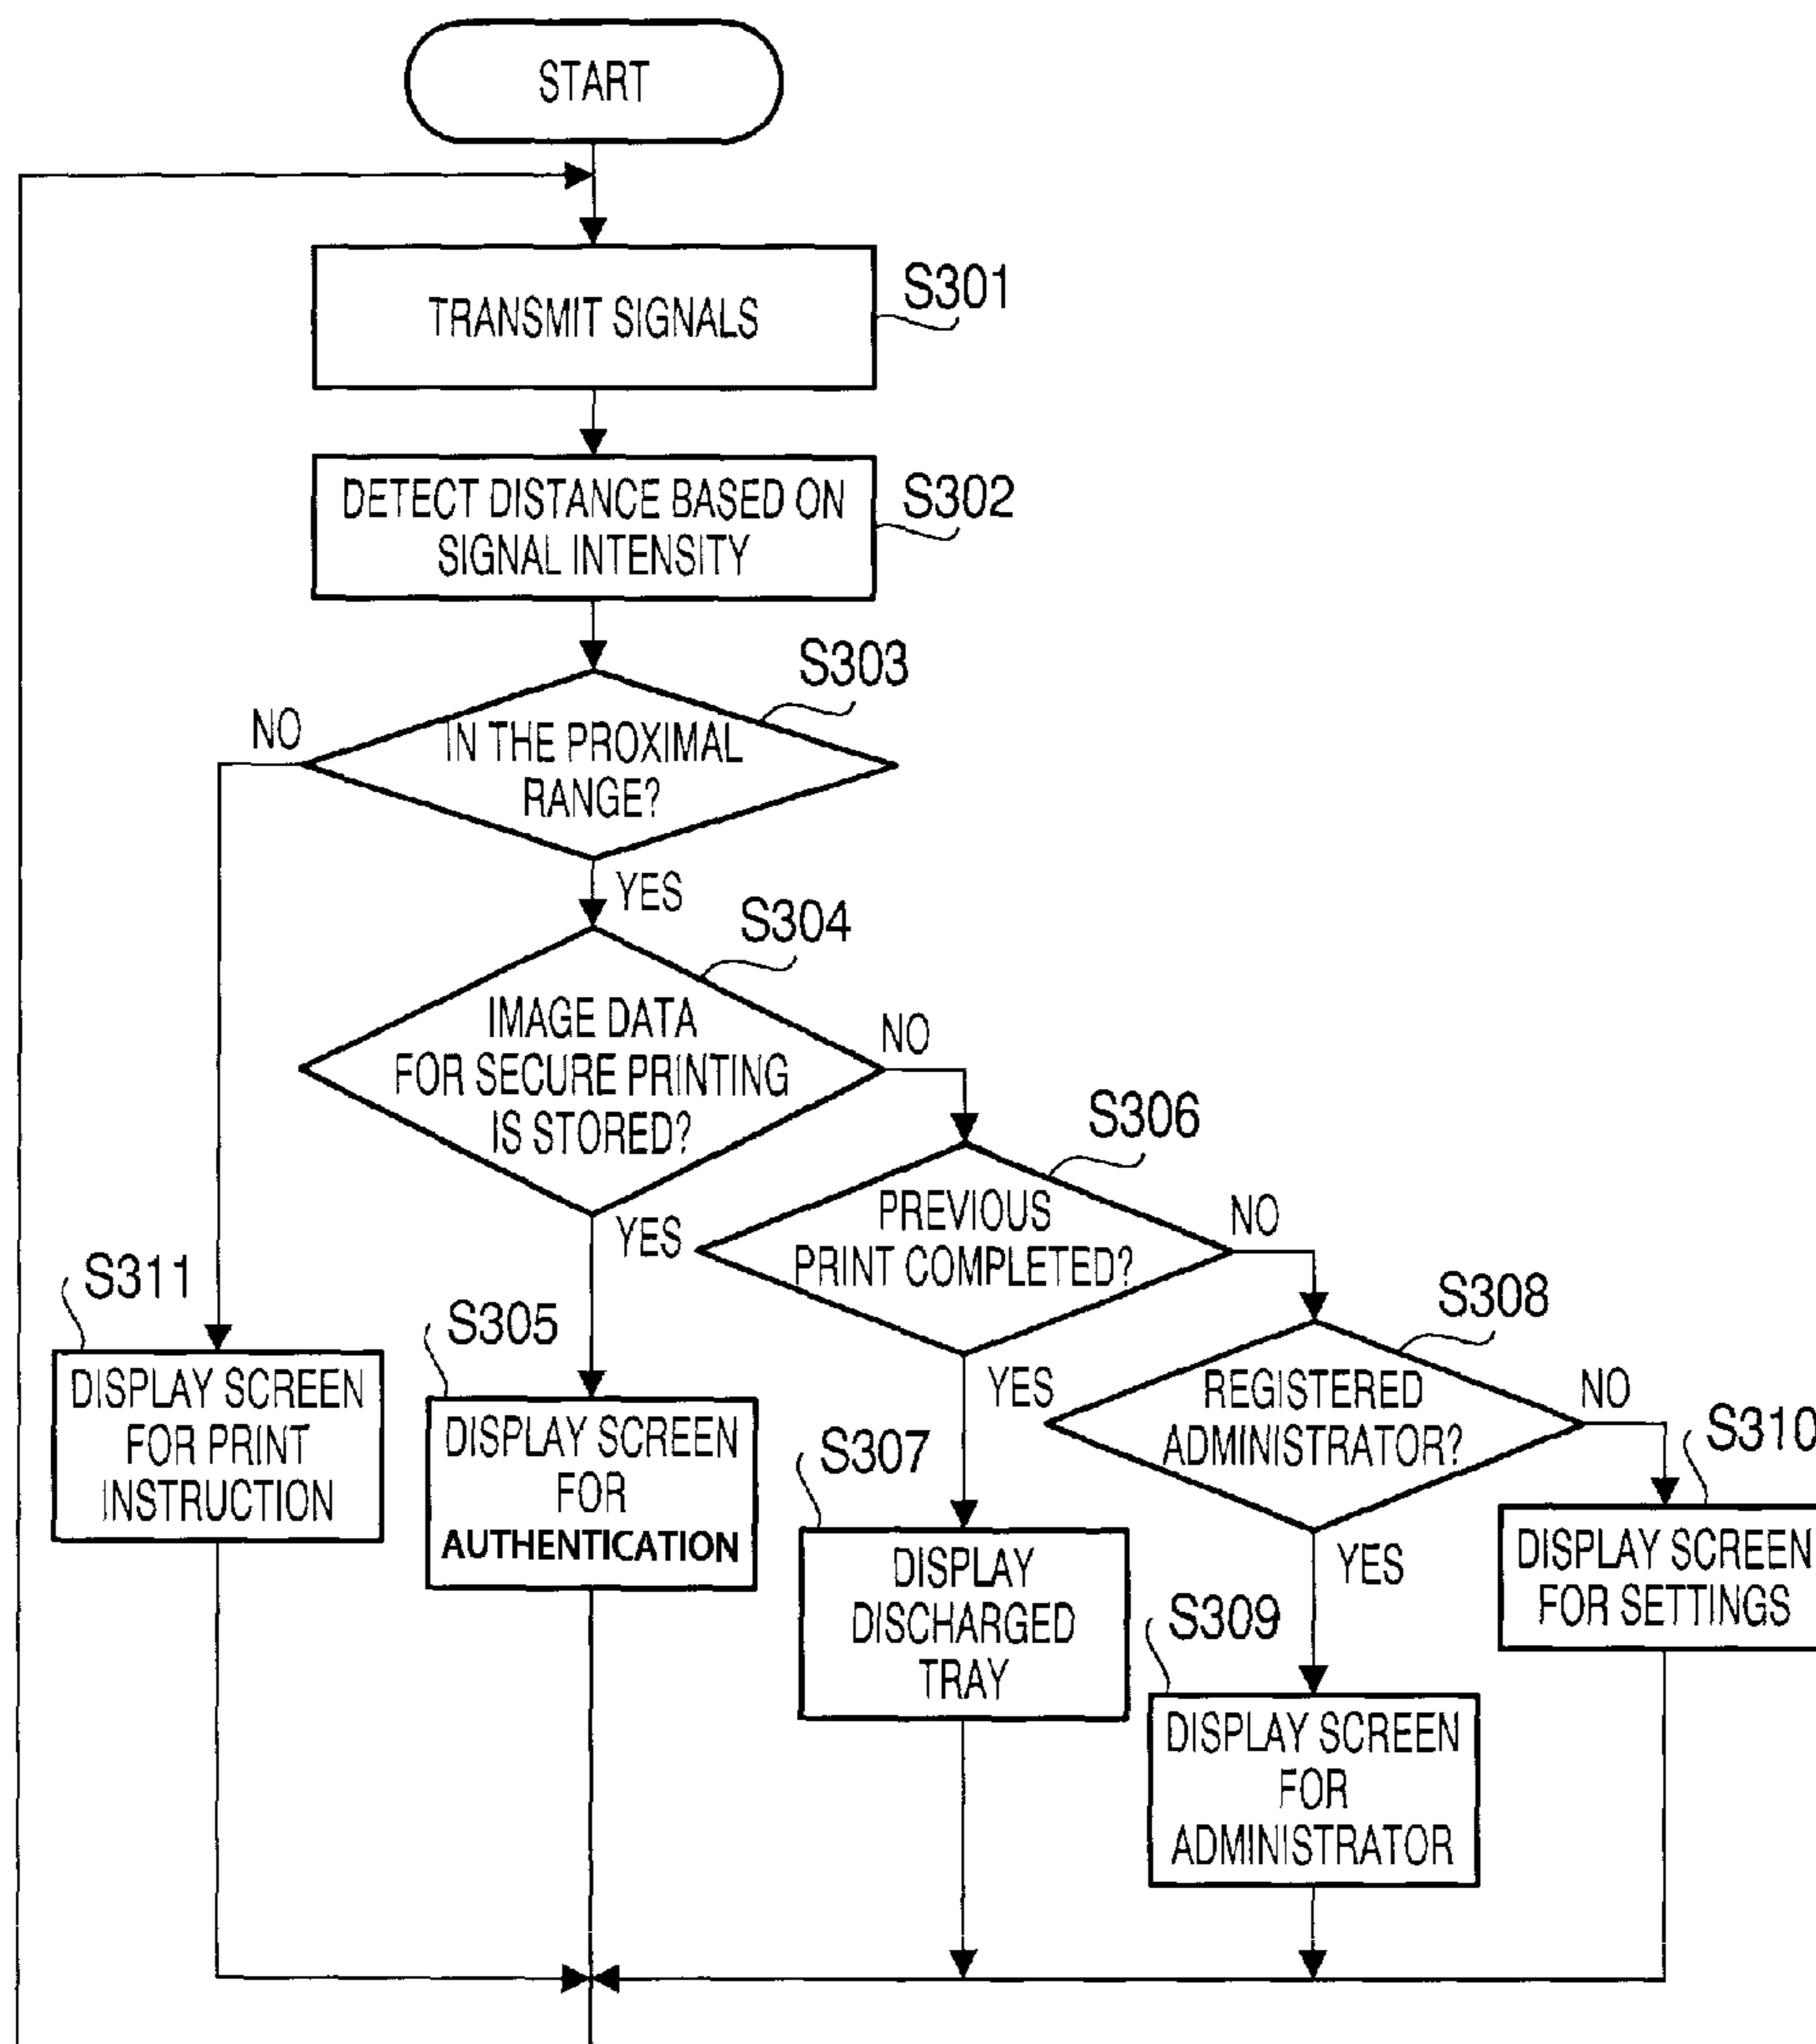 START
TRANSMIT SIGNALS
S301
DETECT DISTANCE BASED ON
SIGNAL INTENSITY
S302
S303
NO
IN THE PROXIMAL
RANGE?
YES
S304
IMAGE DATA
FOR SECURE PRINTING
IS STORED?
NO
YES
S306
PREVIOUS
PRINT COMPLETED?
NO
YES
S308
REGISTERED
ADMINISTRATOR?
NO
YES
S311
DISPLAY SCREEN
FOR PRINT
INSTRUCTION
S305
DISPLAY SCREEN
FOR
AUTHENTICATION
S307
DISPLAY
DISCHARGED
TRAY
S309
DISPLAY SCREEN
FOR
ADMINISTRATOR
S310
DISPLAY SCREEN
FOR SETTINGS